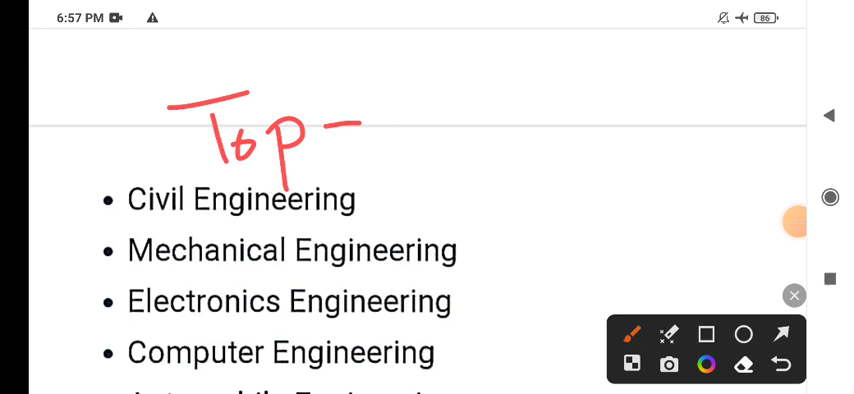 6:57 PM
86
Top -
• Civil Engineering
• Mechanical Engineering
• Electronics Engineering
• Computer Engineering